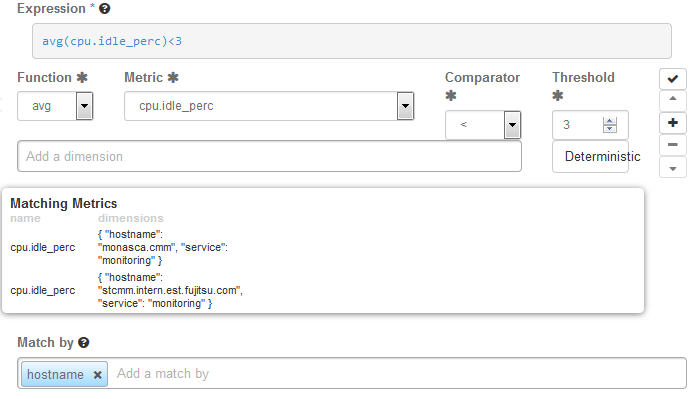 Expression *
avg(cpu.idle_perc)<3
Function ✱ Metric ✱ Comparator ✱ Threshold ✱
avg cpu.idle_perc < 3
Add a dimension Deterministic
Matching Metrics
name dimensions
{ "hostname":
cpu.idle_perc "monasca.cmm", "service":
"monitoring" }
{ "hostname":
cpu.idle_perc "stcmm.intern.est.fujitsu.com",
"service": "monitoring" }
Match by
hostname × Add a match by